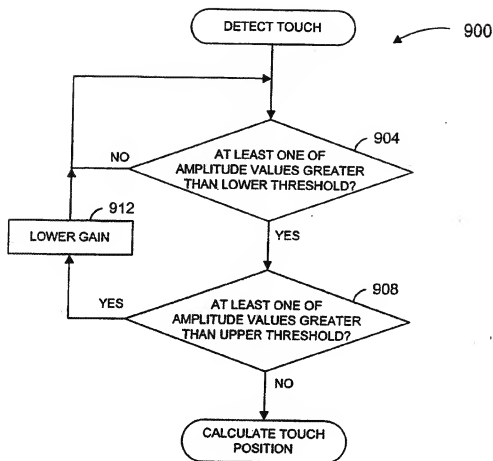 DETECT TOUCH
900
904
NO
AT LEAST ONE OF
AMPLITUDE VALUES GREATER
THAN LOWER THRESHOLD?
912
LOWER GAIN
YES
908
YES
AT LEAST ONE OF
AMPLITUDE VALUES GREATER
THAN UPPER THRESHOLD?
NO
CALCULATE TOUCH
POSITION